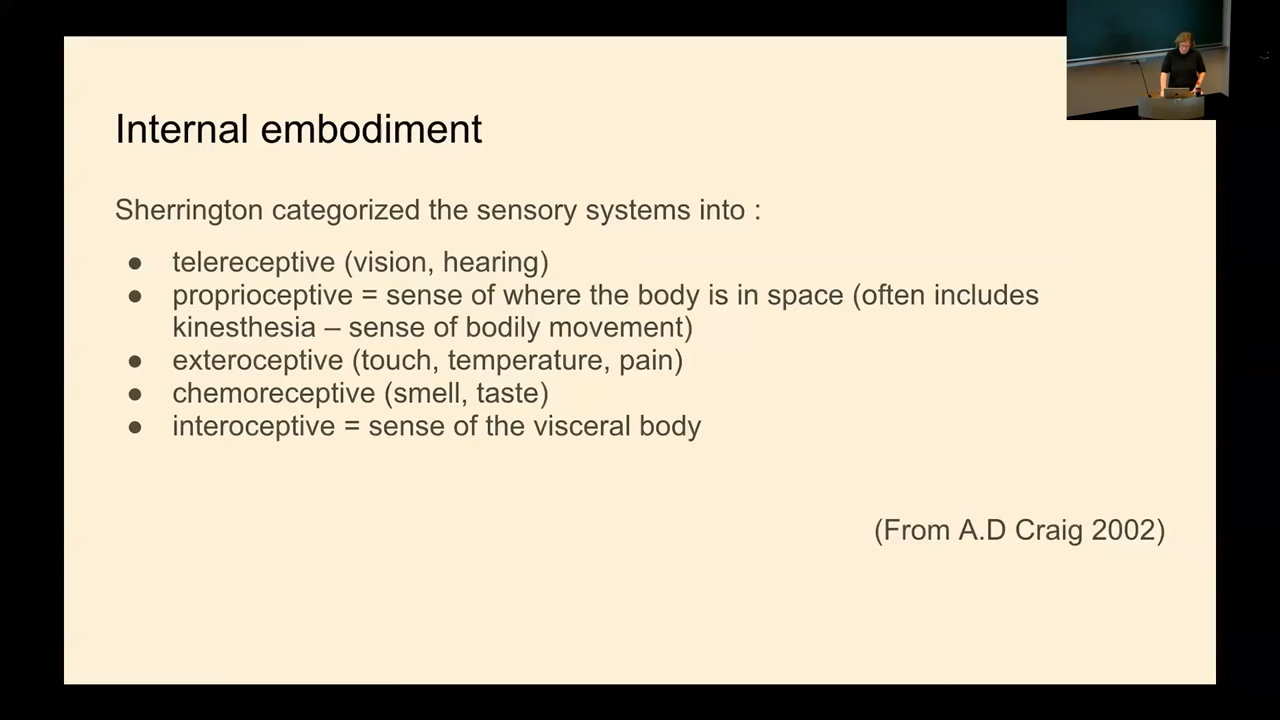 Internal embodiment
Sherrington categorized the sensory systems into :
● telereceptive (vision, hearing)
● proprioceptive = sense of where the body is in space (often includes
kinesthesia – sense of bodily movement)
● exteroceptive (touch, temperature, pain)
● chemoreceptive (smell, taste)
● interoceptive = sense of the visceral body
(From A.D Craig 2002)